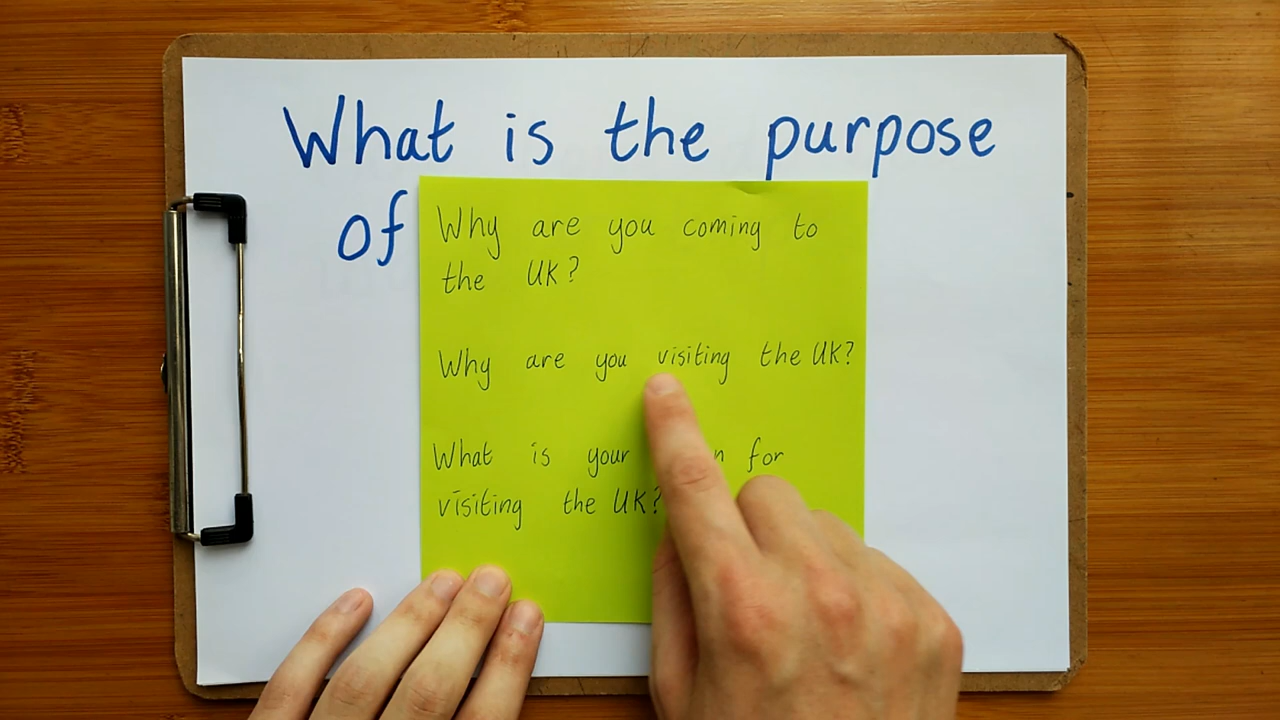 What is the purpose
of
Why are you coming to
the UK?
Why are you visiting the UK?
What is your for
visiting the UK?